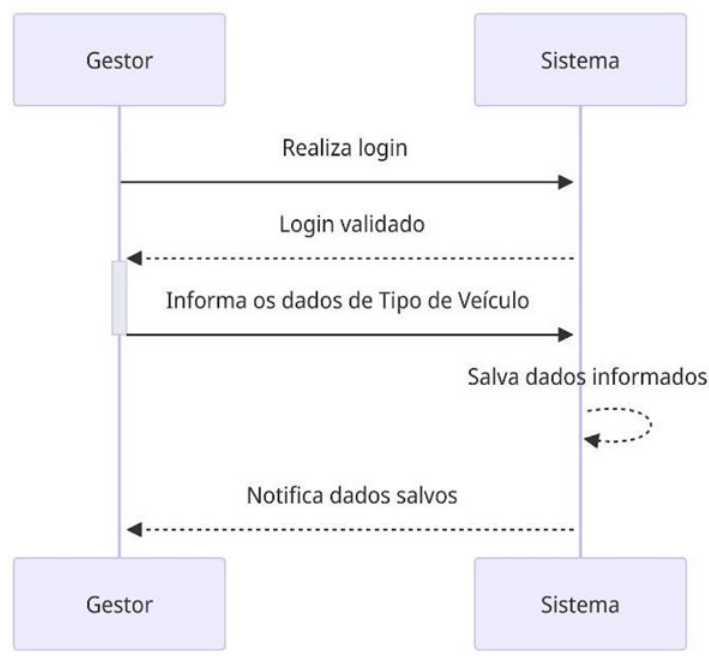 Gestor
Sistema
Realiza login
Login validado
Informa os dados de Tipo de Veículo
Salva dados informados
Notifica dados salvos
Gestor
Sistema